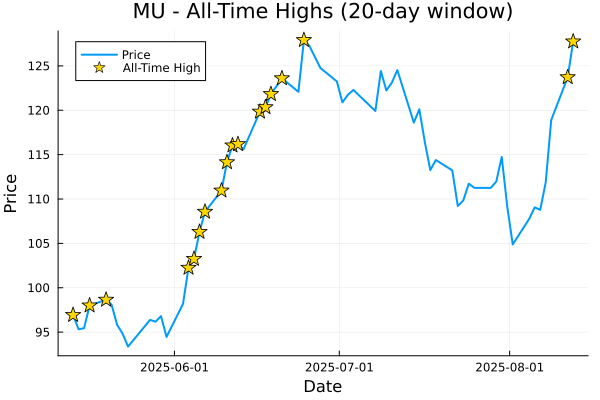 MU - All-Time Highs (20-day window)
Price
All-Time High
125
120
115
110
105
100
95
Price
2025-06-01
2025-07-01
2025-08-01
Date